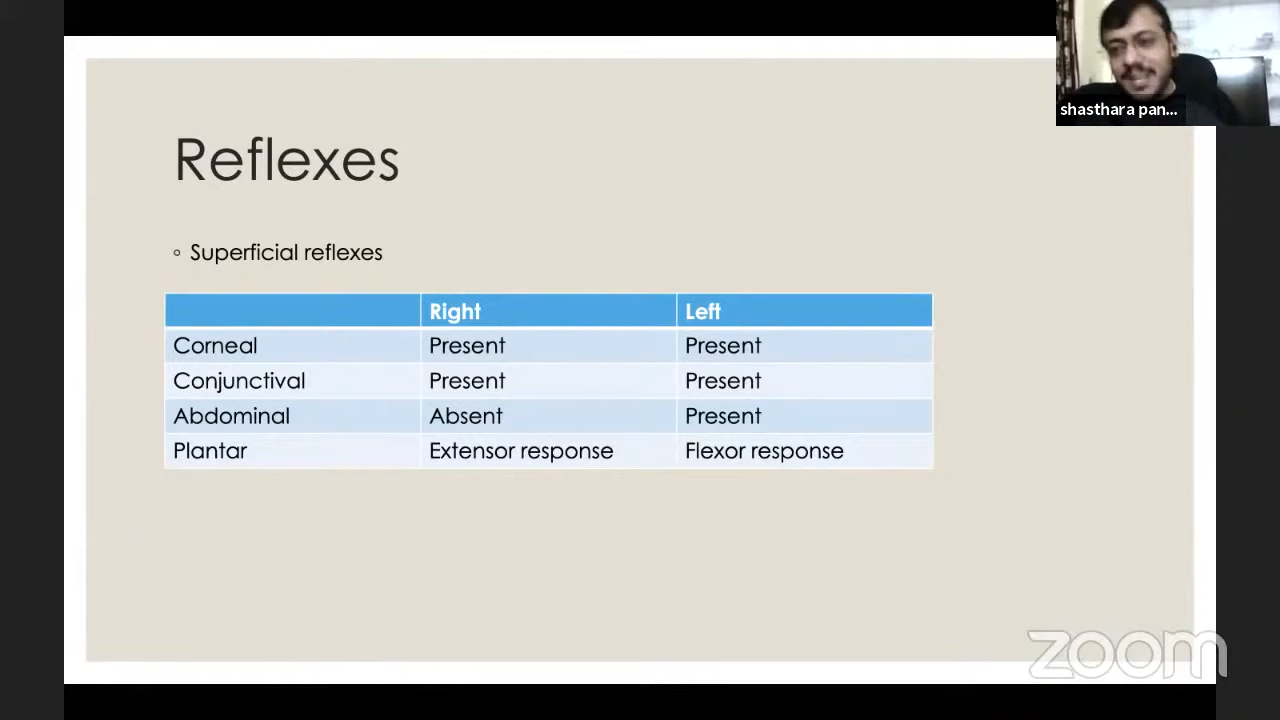 shasthara pan...
Reflexes
◦ Superficial reflexes
Right Left
Corneal Present Present
Conjunctival Present Present
Abdominal Absent Present
Plantar Extensor response Flexor response
zoom